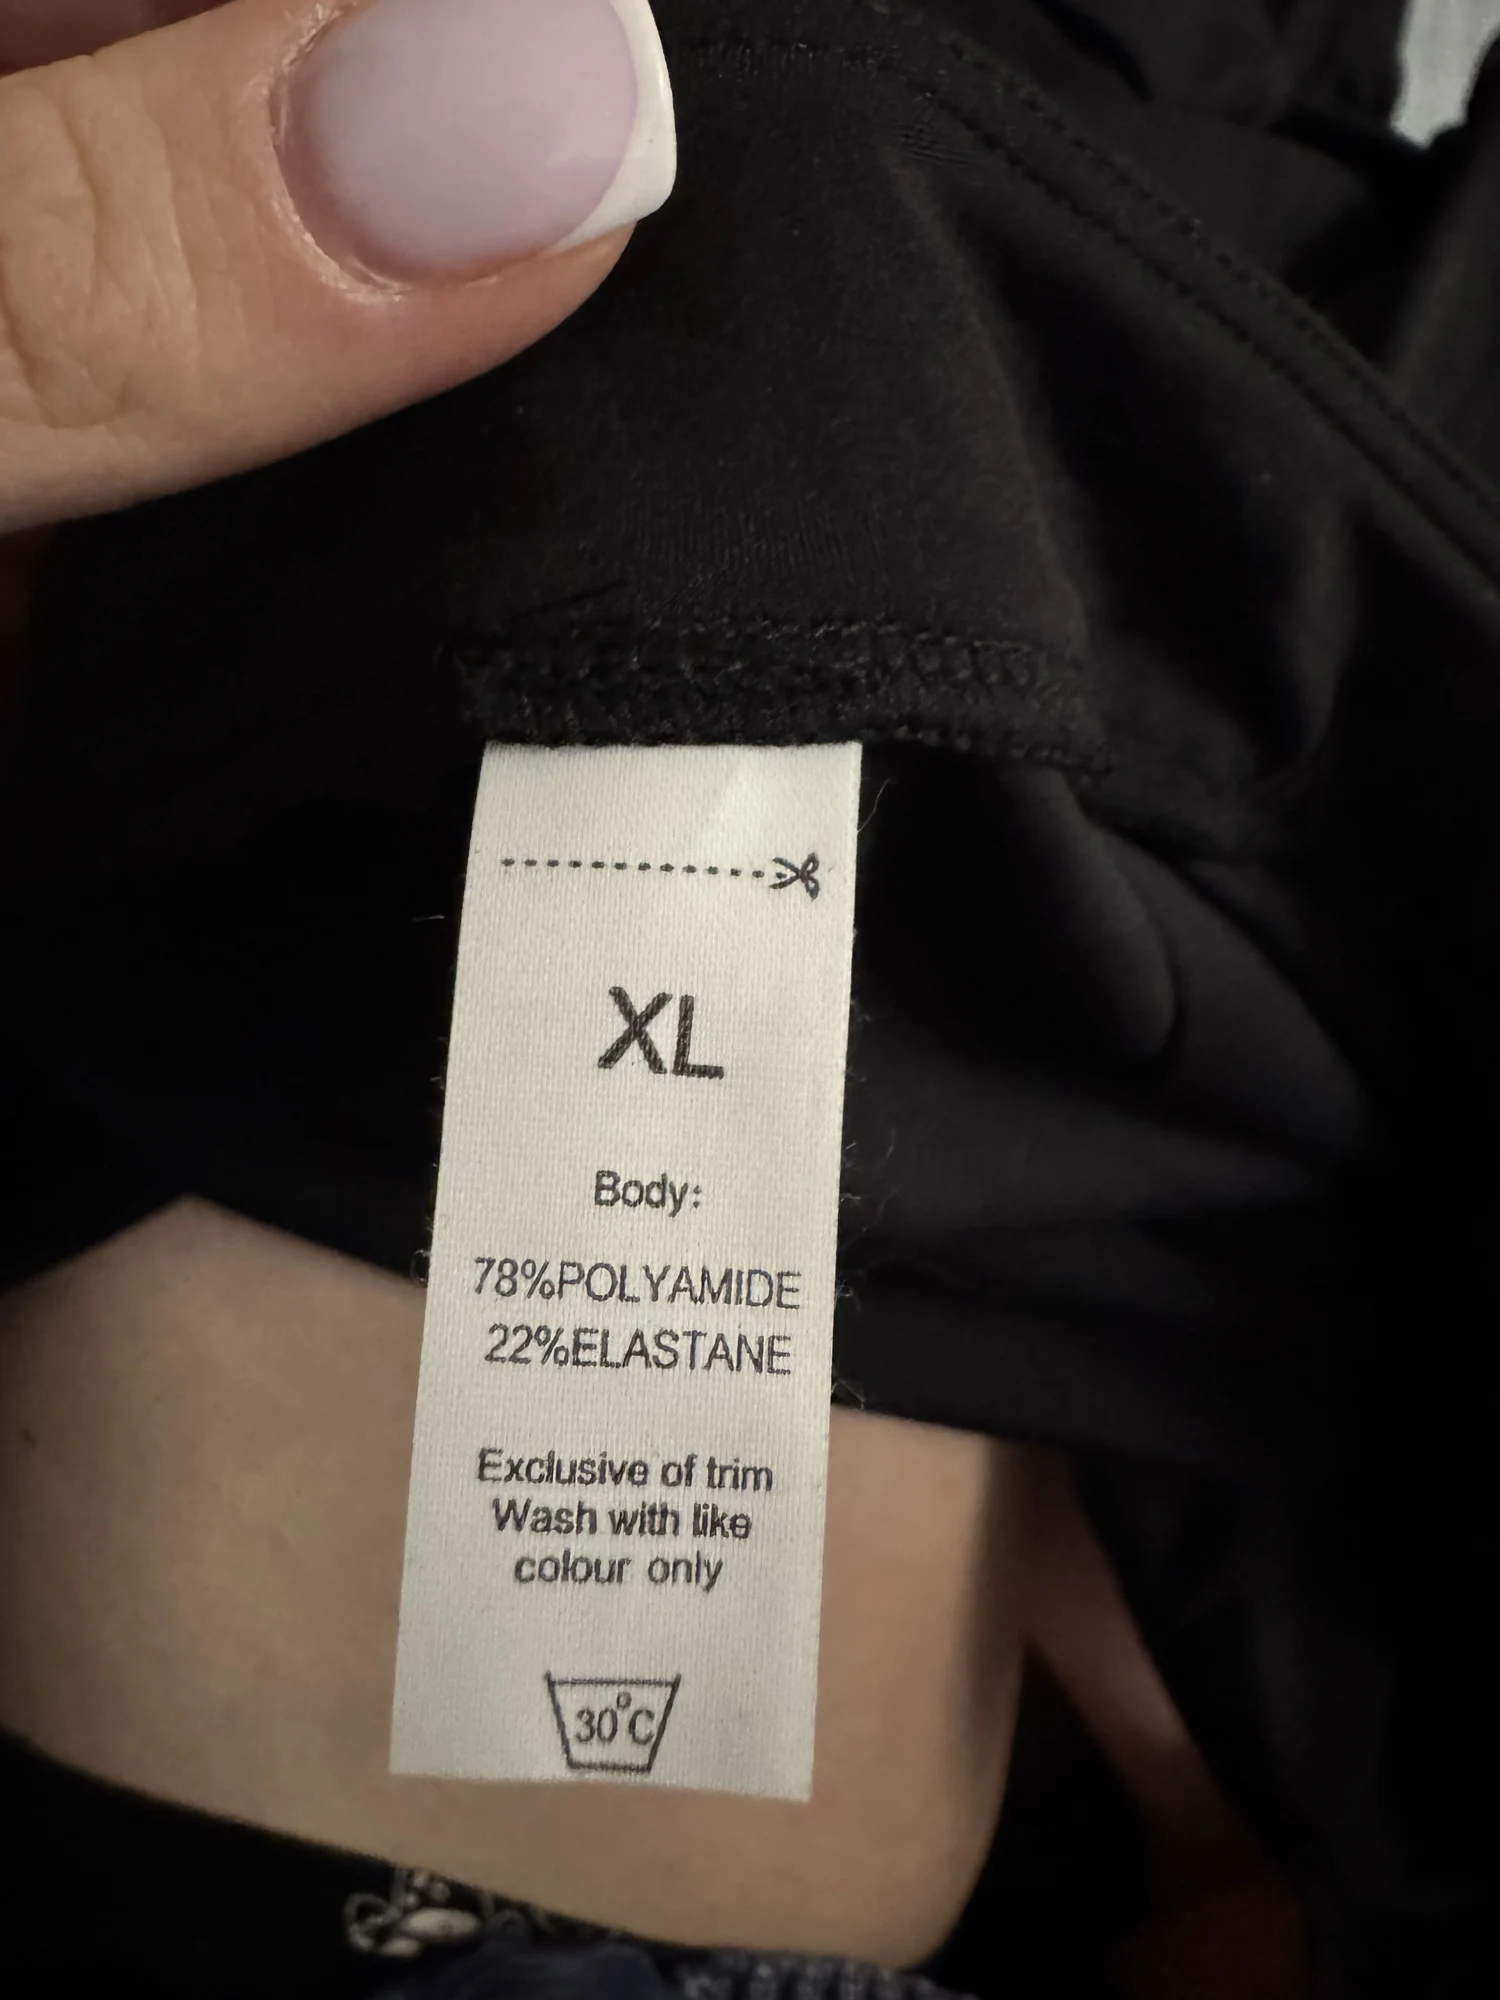 XL
Body:
78%POLYAMIDE
22%ELASTANE
Exclusive of trim
Wash with like
colour only
30°C